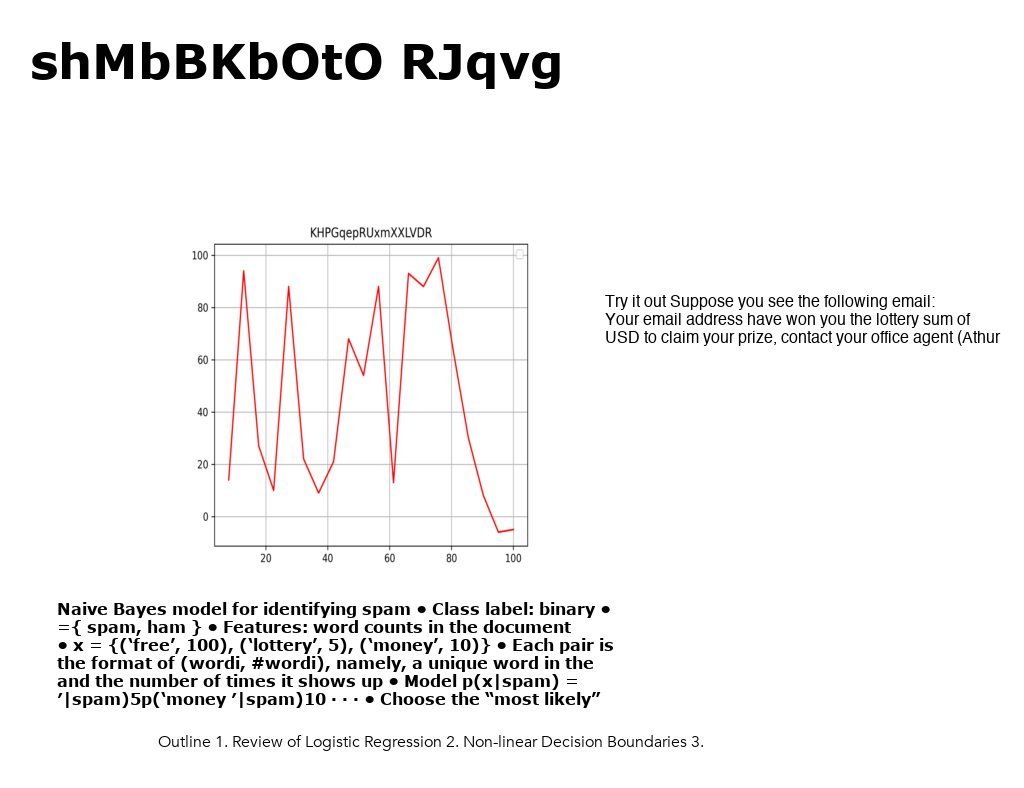 shMbBKbOtO RJqvg
KHPGqepRUxmXXLVDR
100
80
60
40
20
0
20 40 60 80 100
Try it out Suppose you see the following email:
Your email address have won you the lottery sum of
USD to claim your prize, contact your office agent (Athur
Naive Bayes model for identifying spam • Class label: binary •
={ spam, ham } • Features: word counts in the document
• x = {(‘free’, 100), (‘lottery’, 5), (‘money’, 10)} • Each pair is
the format of (wordi, #wordi), namely, a unique word in the
and the number of times it shows up • Model p(x|spam) =
’|spam)5p(‘money ’|spam)10 · · · • Choose the “most likely”
Outline 1. Review of Logistic Regression 2. Non-linear Decision Boundaries 3.